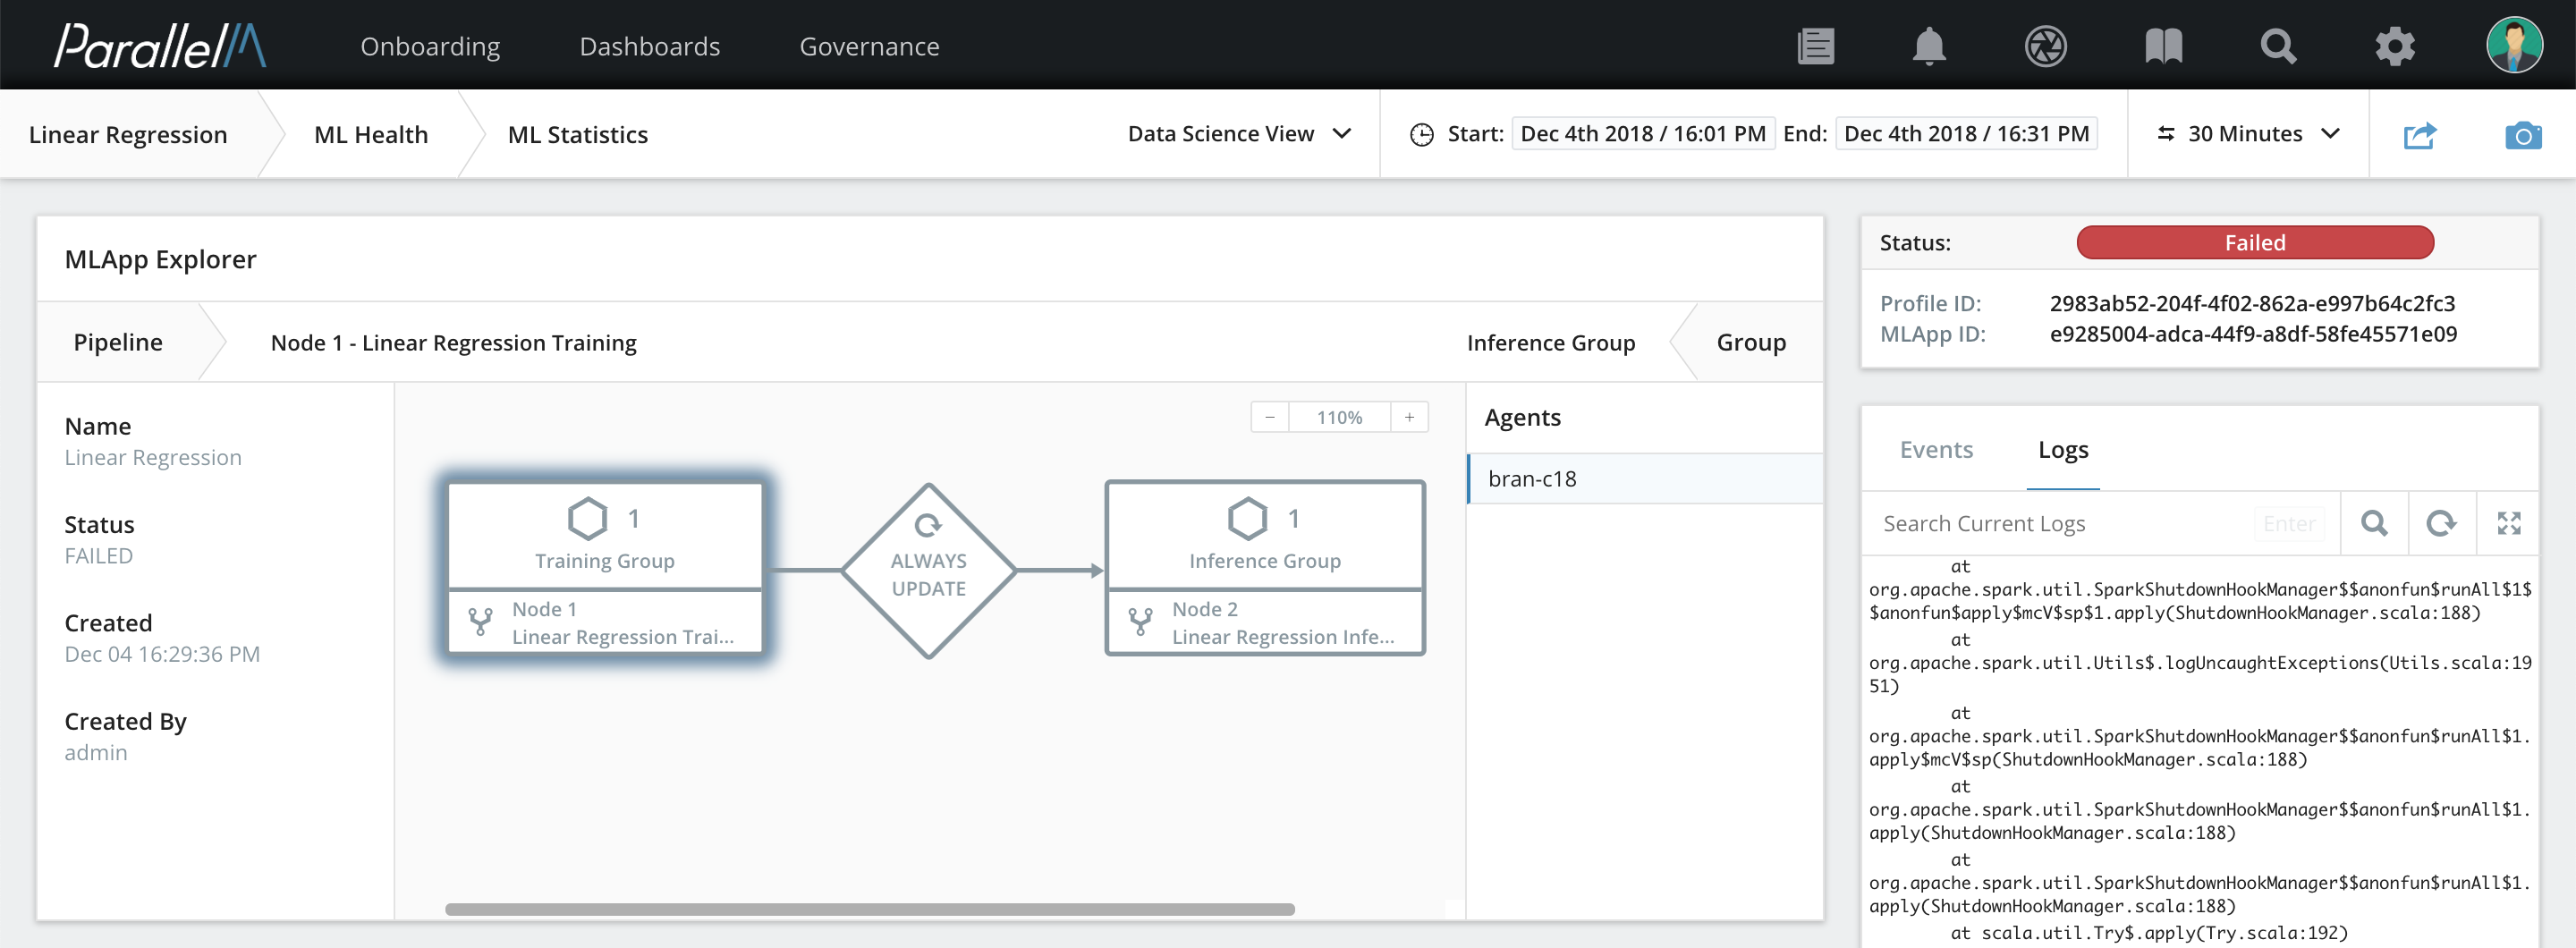 ParallelM
Onboarding
Dashboards
Governance
Linear Regression
ML Health
ML Statistics
Data Science View
Start: Dec 4th 2018 / 16:01 PM End: Dec 4th 2018 / 16:31 PM
30 Minutes
MLApp Explorer
Pipeline
Node 1 - Linear Regression Training
Inference Group
Group
Name
Linear Regression
Status
FAILED
Created
Dec 04 16:29:36 PM
Created By
admin
− 110% +
1
Training Group
Node 1
Linear Regression Trai...
ALWAYS
UPDATE
1
Inference Group
Node 2
Linear Regression Infe...
Agents
bran-c18
Status: Failed
Profile ID: 2983ab52-204f-4f02-862a-e997b64c2fc3
MLApp ID: e9285004-adca-44f9-a8df-58fe45571e09
Events
Logs
Search Current Logs
Enter
at
org.apache.spark.util.SparkShutdownHookManager$$anonfun$runAll$1$
$anonfun$apply$mcV$sp$1.apply(ShutdownHookManager.scala:188)
at
org.apache.spark.util.Utils$.logUncaughtExceptions(Utils.scala:19
51)
at
org.apache.spark.util.SparkShutdownHookManager$$anonfun$runAll$1.
apply$mcV$sp(ShutdownHookManager.scala:188)
at
org.apache.spark.util.SparkShutdownHookManager$$anonfun$runAll$1.
apply(ShutdownHookManager.scala:188)
at
org.apache.spark.util.SparkShutdownHookManager$$anonfun$runAll$1.
apply(ShutdownHookManager.scala:188)
at scala.util.Try$.apply(Try.scala:192)